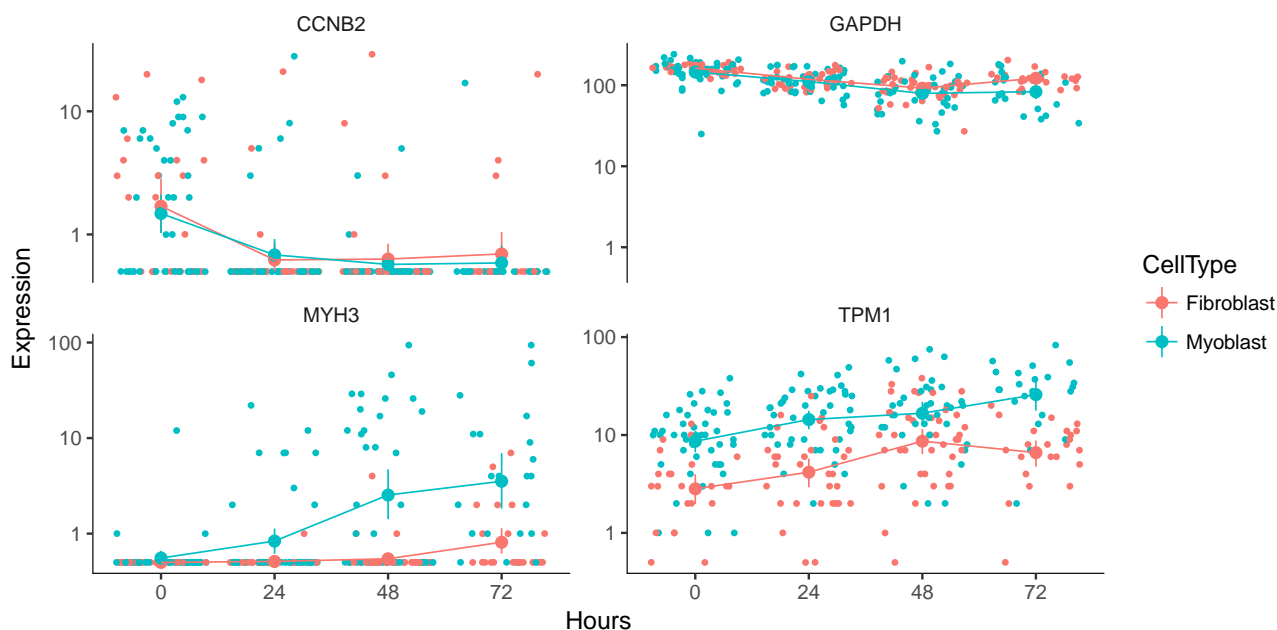 CCNB2
GAPDH
10
1
100
10
1
MYH3
TPM1
100
10
1
100
10
1
0
24
48
72
0
24
48
72
Hours
Expression
CellType
Fibroblast
Myoblast